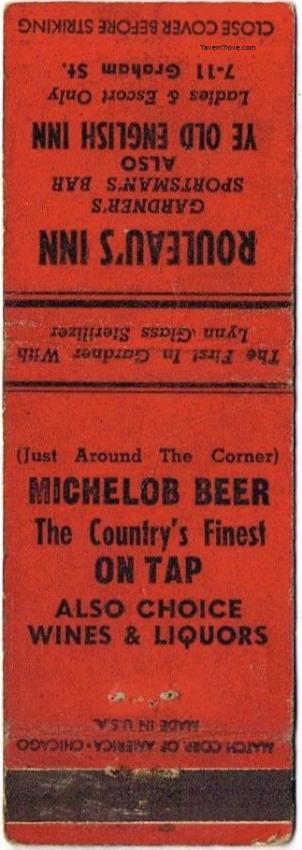 CLOSE COVER BEFORE STRIKING
TavernTrove.com
ROULEAU'S INN
GARDNER'S
SPORTSMAN'S BAR
ALSO
YE OLD ENGLISH INN
Ladies & Escort Only
7-11 Graham St.
The First In Gardner With
Lynn Glass Sterilizer
(Just Around The Corner)
MICHELOB BEER
The Country's Finest
ON TAP
ALSO CHOICE
WINES & LIQUORS
MATCH CORP. OF AMERICA • CHICAGO
MADE IN U.S.A.